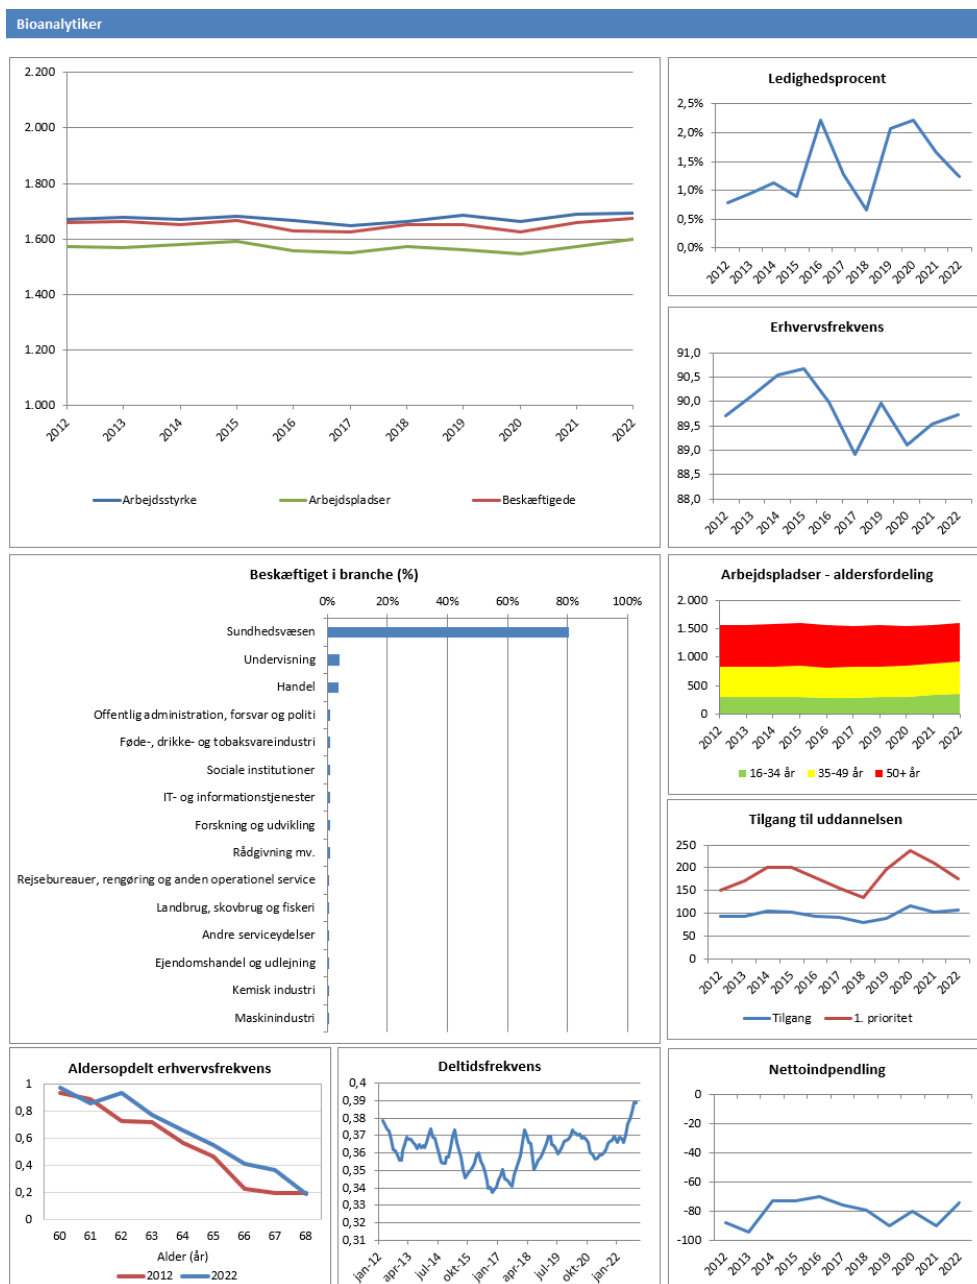 Bioanalytiker
2.200
2.000
1.800
1.600
1.400
1.200
1.000
2012 2013 2014 2015 2016 2017 2018 2019 2020 2021 2022
Arbejdsstyrke Arbejdspladser Beskæftigede
Ledighedsprocent
2,5%
2,0%
1,5%
1,0%
0,5%
0,0%
2012 2013 2014 2015 2016 2017 2018 2019 2020 2021 2022
Erhvervsfrekvens
91,0
90,5
90,0
89,5
89,0
88,5
88,0
2012 2013 2014 2015 2016 2017 2019 2020 2021 2022
Beskæftiget i branche (%)
0% 20% 40% 60% 80% 100%
Sundhedsvæsen
Undervisning
Handel
Offentlig administration, forsvar og politi
Føde-, drikke- og tobaksvareindustri
Sociale institutioner
IT- og informationstjenester
Forskning og udvikling
Rådgivning mv.
Rejsebureauer, rengøring og anden operationel service
Landbrug, skovbrug og fiskeri
Andre serviceydelser
Ejendomshandel og udlejning
Kemisk industri
Maskinindustri
Arbejdspladser - aldersfordeling
2.000
1.500
1.000
500
0
2012 2013 2014 2015 2016 2017 2018 2019 2020 2021 2022
16-34 år 35-49 år 50+ år
Tilgang til uddannelsen
250
200
150
100
50
0
2012 2013 2014 2015 2016 2017 2018 2019 2020 2021 2022
Tilgang 1. prioritet
Aldersopdelt erhvervsfrekvens
1
0,8
0,6
0,4
0,2
0
60 61 62 63 64 65 66 67 68
Alder (år)
2012 2022
Deltidsfrekvens
0,4
0,39
0,38
0,37
0,36
0,35
0,34
0,33
0,32
0,31
jan-12 apr-13 jul-14 okt-15 jan-17 apr-18 jul-19 okt-20 jan-22
Nettoindpendling
0
-20
-40
-60
-80
-100
2012 2013 2014 2015 2016 2017 2018 2019 2020 2021 2022